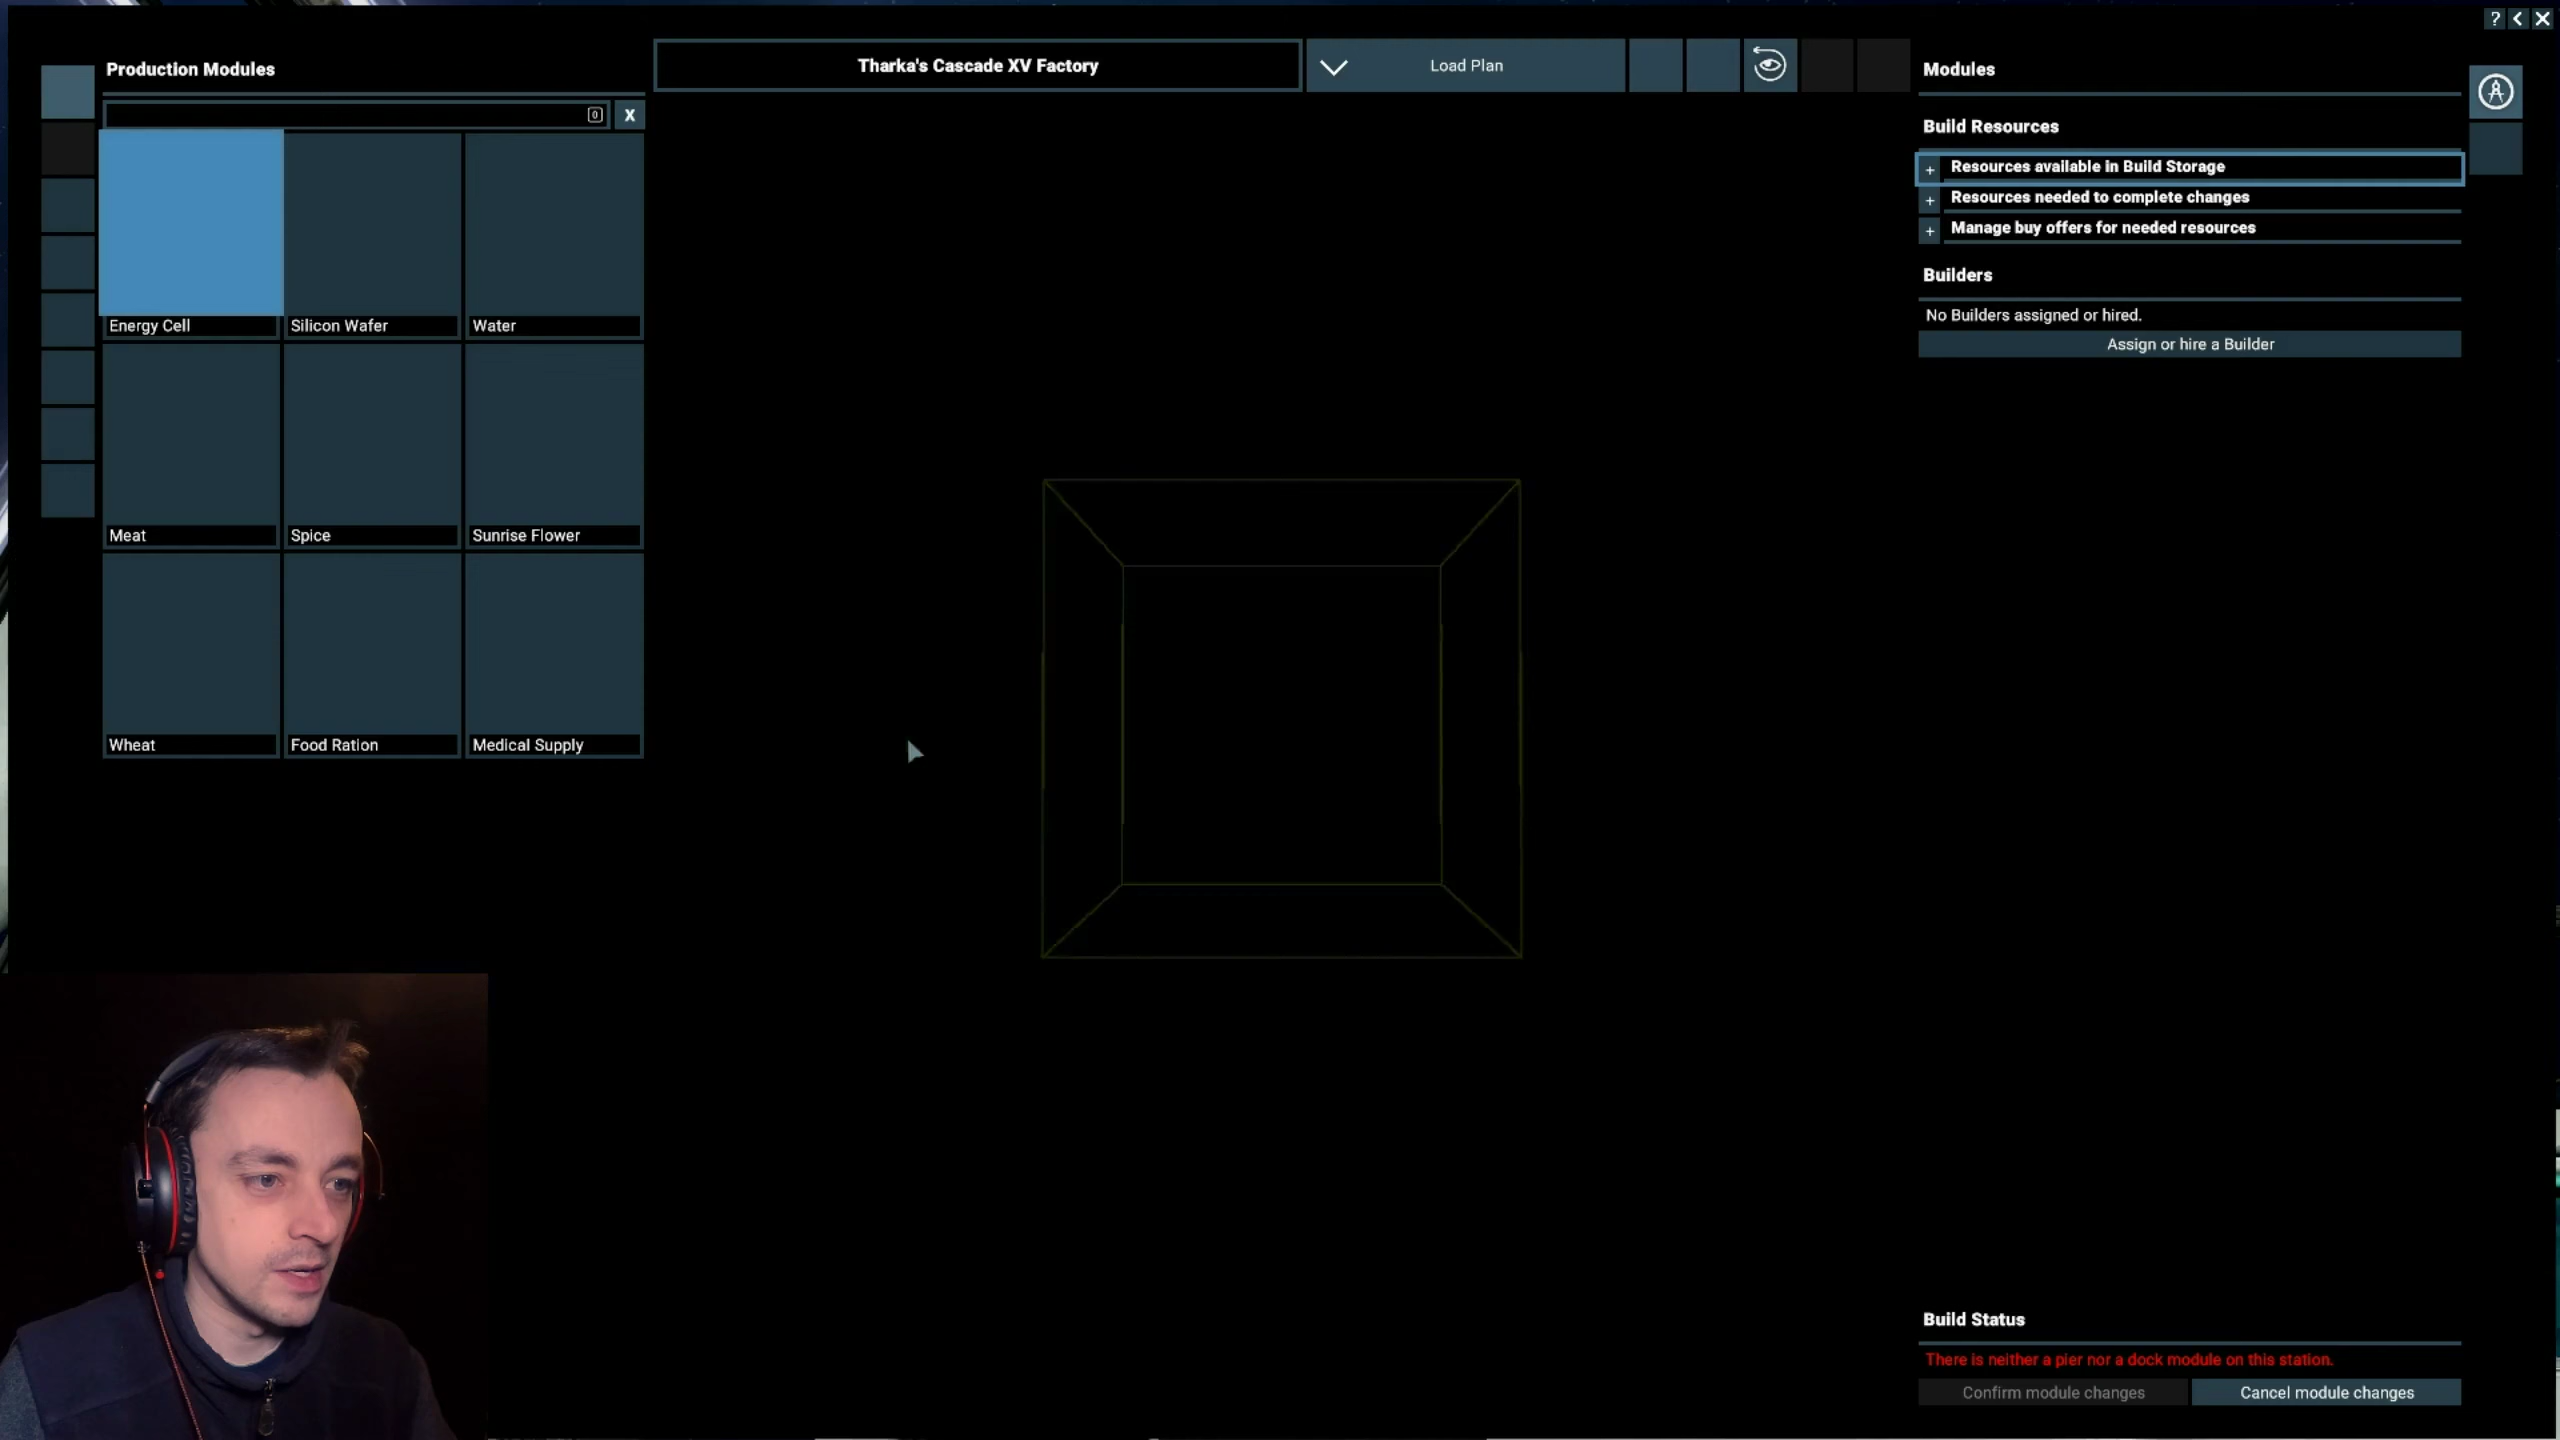 ? < X
Production Modules
Tharka's Cascade XV Factory
Load Plan
Modules
0 X
Energy Cell
Silicon Wafer
Water
Meat
Spice
Sunrise Flower
Wheat
Food Ration
Medical Supply
Build Resources
+ Resources available in Build Storage
+ Resources needed to complete changes
+ Manage buy offers for needed resources
Builders
No Builders assigned or hired.
Assign or hire a Builder
Build Status
There is neither a pier nor a dock module on this station.
Confirm module changes
Cancel module changes